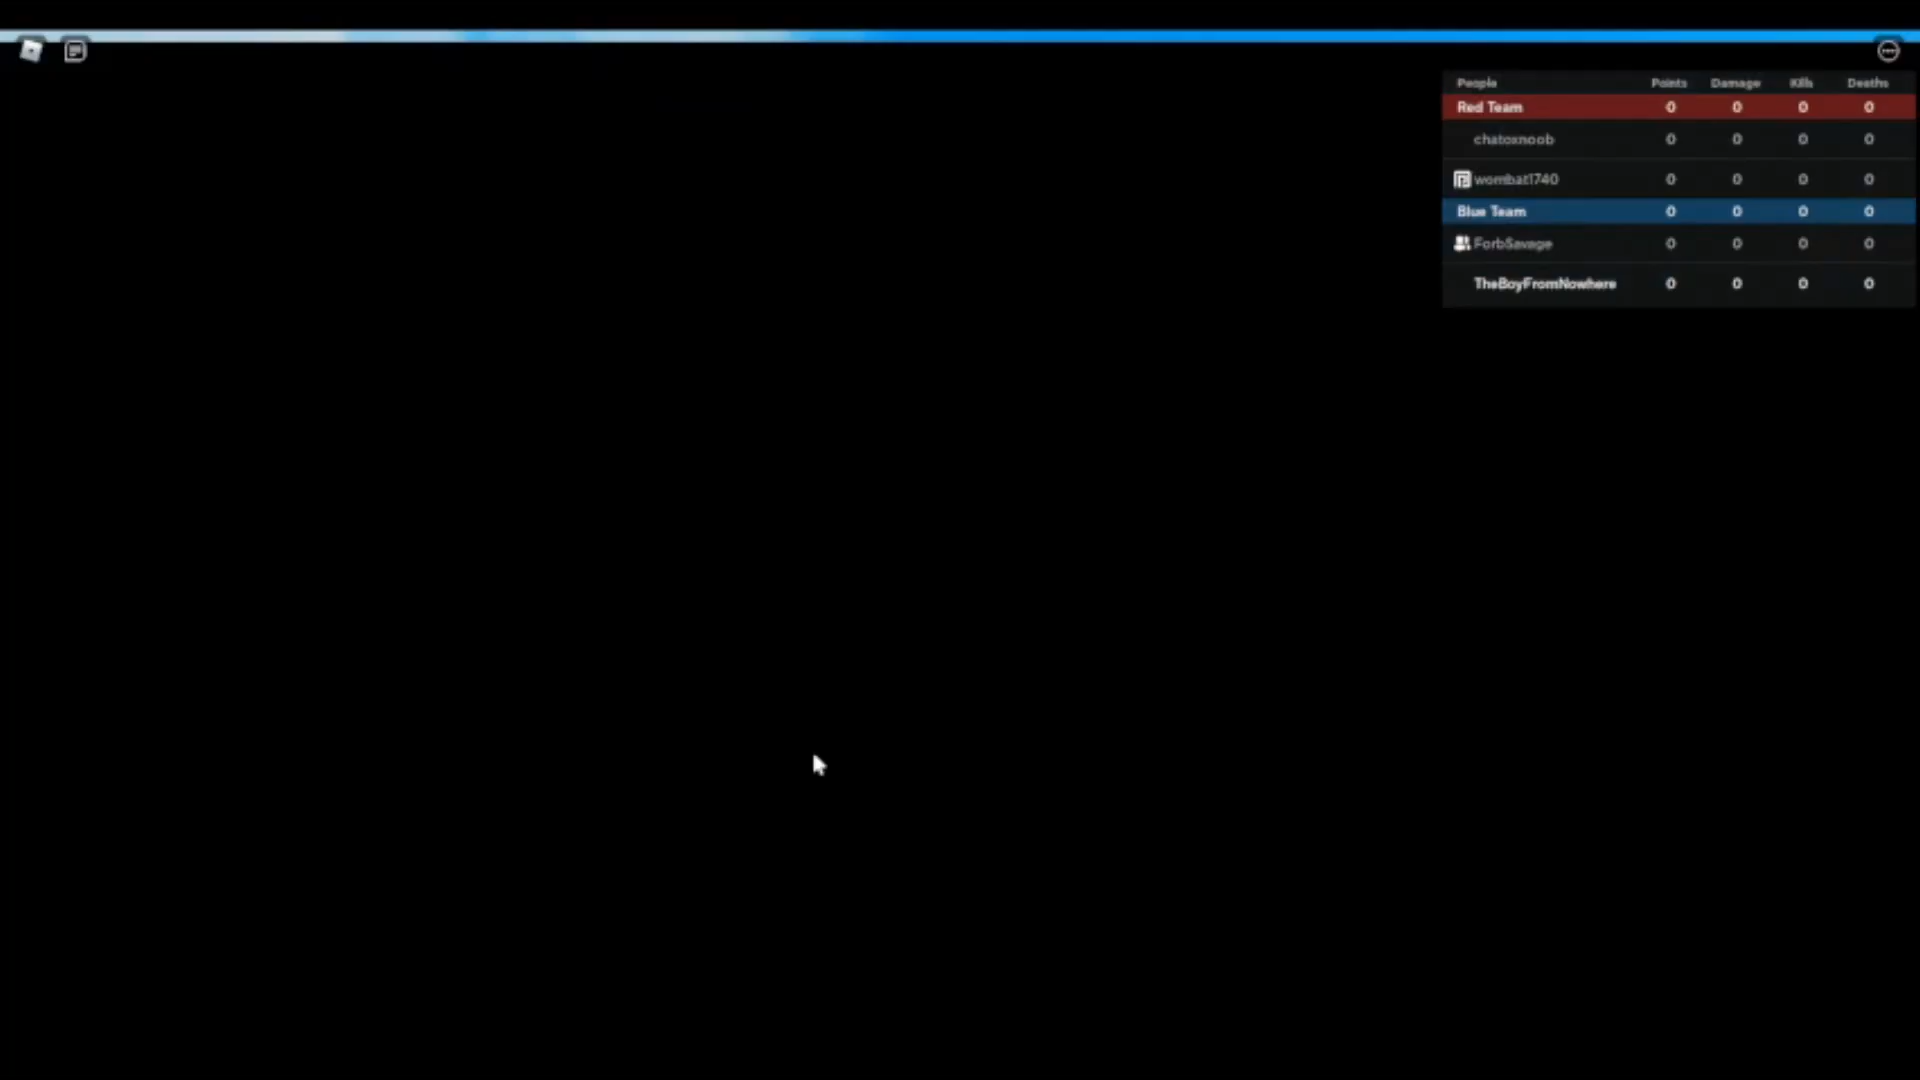 People Points Damage Kills Deaths
Red Team 0 0 0 0
chatoxnoob 0 0 0 0
wombat1740 0 0 0 0
Blue Team 0 0 0 0
ForbSavage 0 0 0 0
TheBoyFromNowhere 0 0 0 0